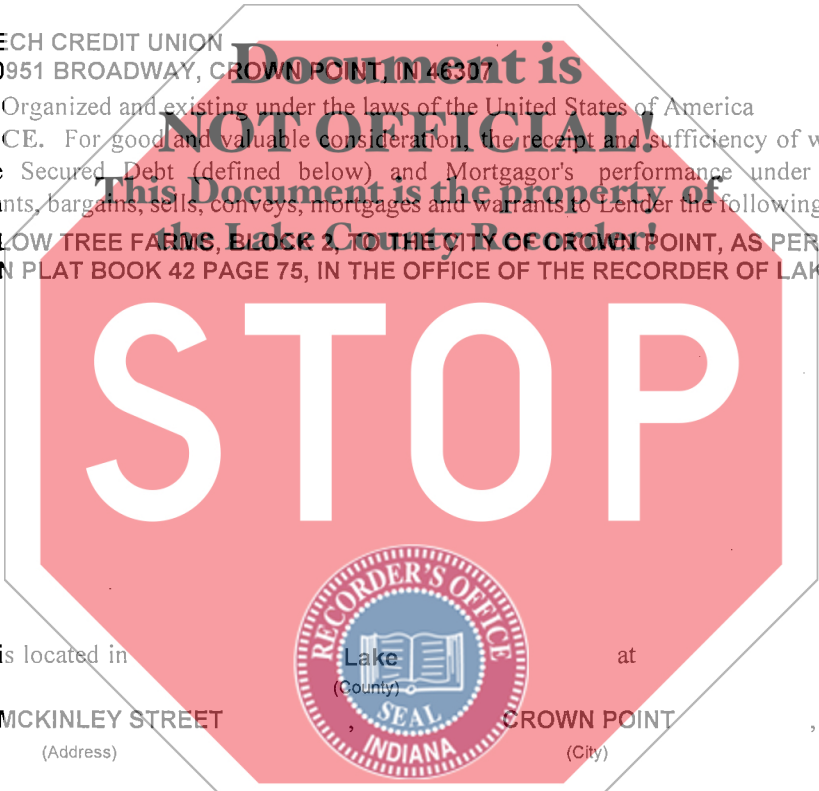 ECH CREDIT UNION
0951 BROADWAY, CROWN POINT, IN 46307
Document is
Organized and existing under the laws of the United States of America
NOT OFFICIAL!
CE. For good and valuable consideration, the receipt and sufficiency of w
Secured Debt (defined below) and Mortgagor's performance under
This Document is the property of
nts, bargains, sells, conveys, mortgages and warrants to Lender the following
the Lake County Recorder!
LOW TREE FARMS, BLOCK 2, TO THE CITY OF CROWN POINT, AS PER
N PLAT BOOK 42 PAGE 75, IN THE OFFICE OF THE RECORDER OF LAK
STOP
RECORDER'S OFFICE
SEAL
INDIANA
is located in Lake at
(County)
MCKINLEY STREET , CROWN POINT ,
(Address) (City)